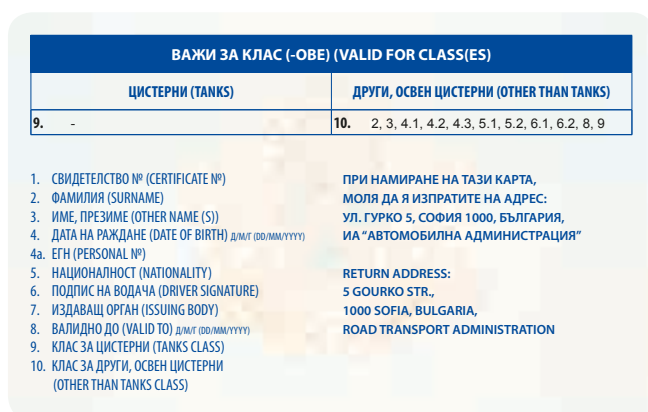 ВАЖИ ЗА КЛАС (-ОВЕ) (VALID FOR CLASS(ES)
ЦИСТЕРНИ (TANKS)
ДРУГИ, ОСВЕН ЦИСТЕРНИ (OTHER THAN TANKS)
9. -
10. 2, 3, 4.1, 4.2, 4.3, 5.1, 5.2, 6.1, 6.2, 8, 9
1. СВИДЕТЕЛСТВО № (CERTIFICATE №)
2. ФАМИЛИЯ (SURNAME)
3. ИМЕ, ПРЕЗИМЕ (OTHER NAME (S))
4. ДАТА НА РАЖДАНЕ (DATE OF BIRTH) Д/М/Г (DD/MM/YYYY)
4a. ЕГН (PERSONAL №)
5. НАЦИОНАЛНОСТ (NATIONALITY)
6. ПОДПИС НА ВОДАЧА (DRIVER SIGNATURE)
7. ИЗДАВАЩ ОРГАН (ISSUING BODY)
8. ВАЛИДНО ДО (VALID TO) Д/М/Г (DD/MM/YYYY)
9. КЛАС ЗА ЦИСТЕРНИ (TANKS CLASS)
10. КЛАС ЗА ДРУГИ, ОСВЕН ЦИСТЕРНИ
(OTHER THAN TANKS CLASS)
ПРИ НАМИРАНЕ НА ТАЗИ КАРТА,
МОЛЯ ДА Я ИЗПРАТИТЕ НА АДРЕС:
УЛ. ГУРКО 5, СОФИЯ 1000, БЪЛГАРИЯ,
ИА “АВТОМОБИЛНА АДМИНИСТРАЦИЯ”
RETURN ADDRESS:
5 GOURKO STR.,
1000 SOFIA, BULGARIA,
ROAD TRANSPORT ADMINISTRATION